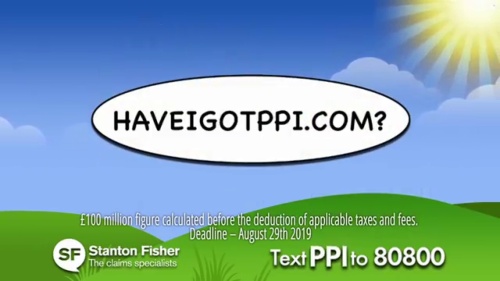 HAVEIGOTPPI.COM?
£100 million figure calculated before the deduction of applicable taxes and fees.
Deadline – August 29th 2019
SF Stanton Fisher
The claims specialists
Text PPI to 80800